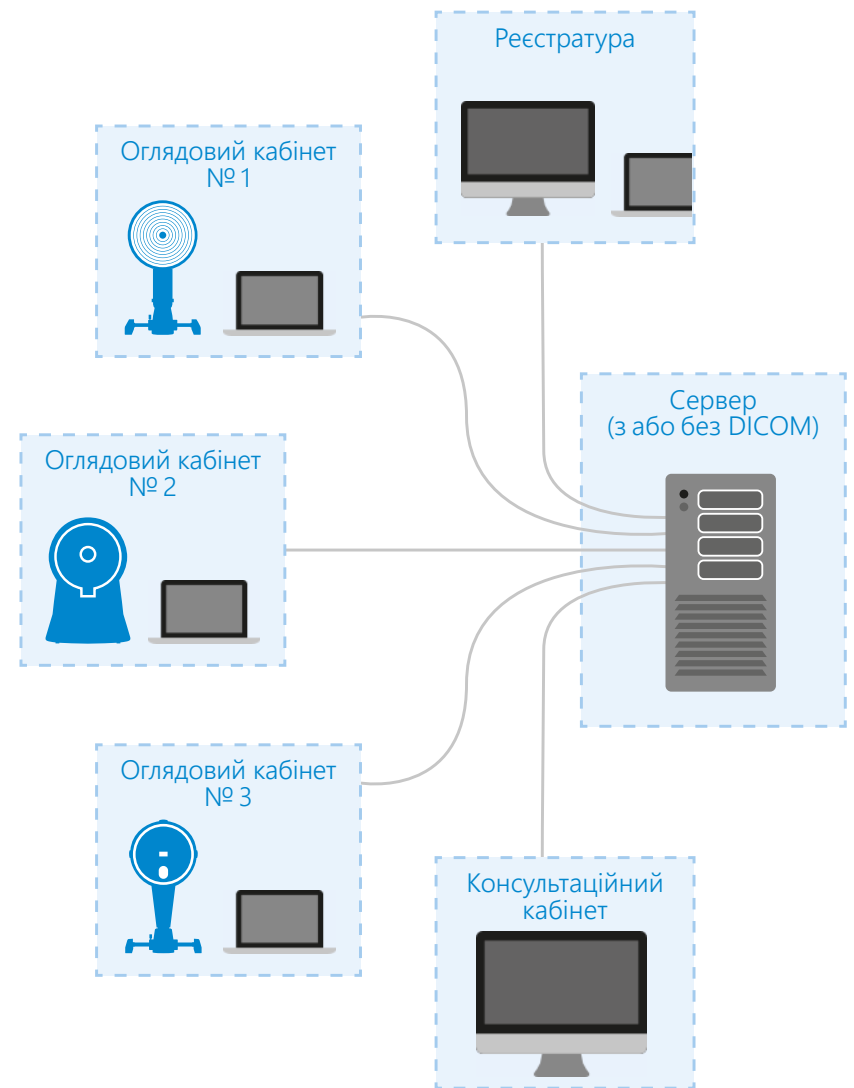 Реєстратура
Оглядовий кабінет
№ 1
Сервер
(з або без DICOM)
Оглядовий кабінет
№ 2
Оглядовий кабінет
№ 3
Консультаційний
кабінет